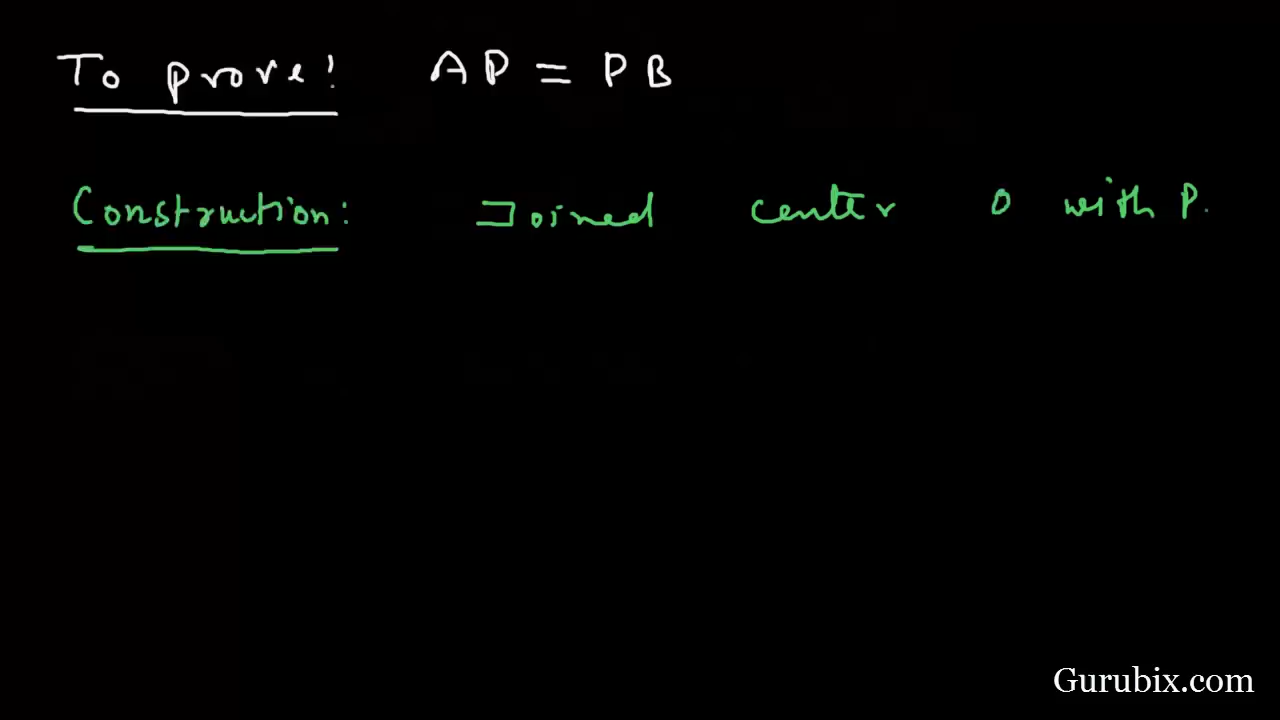 To prove: AP = PB
Construction: Joined center O with P.
Gurubix.com